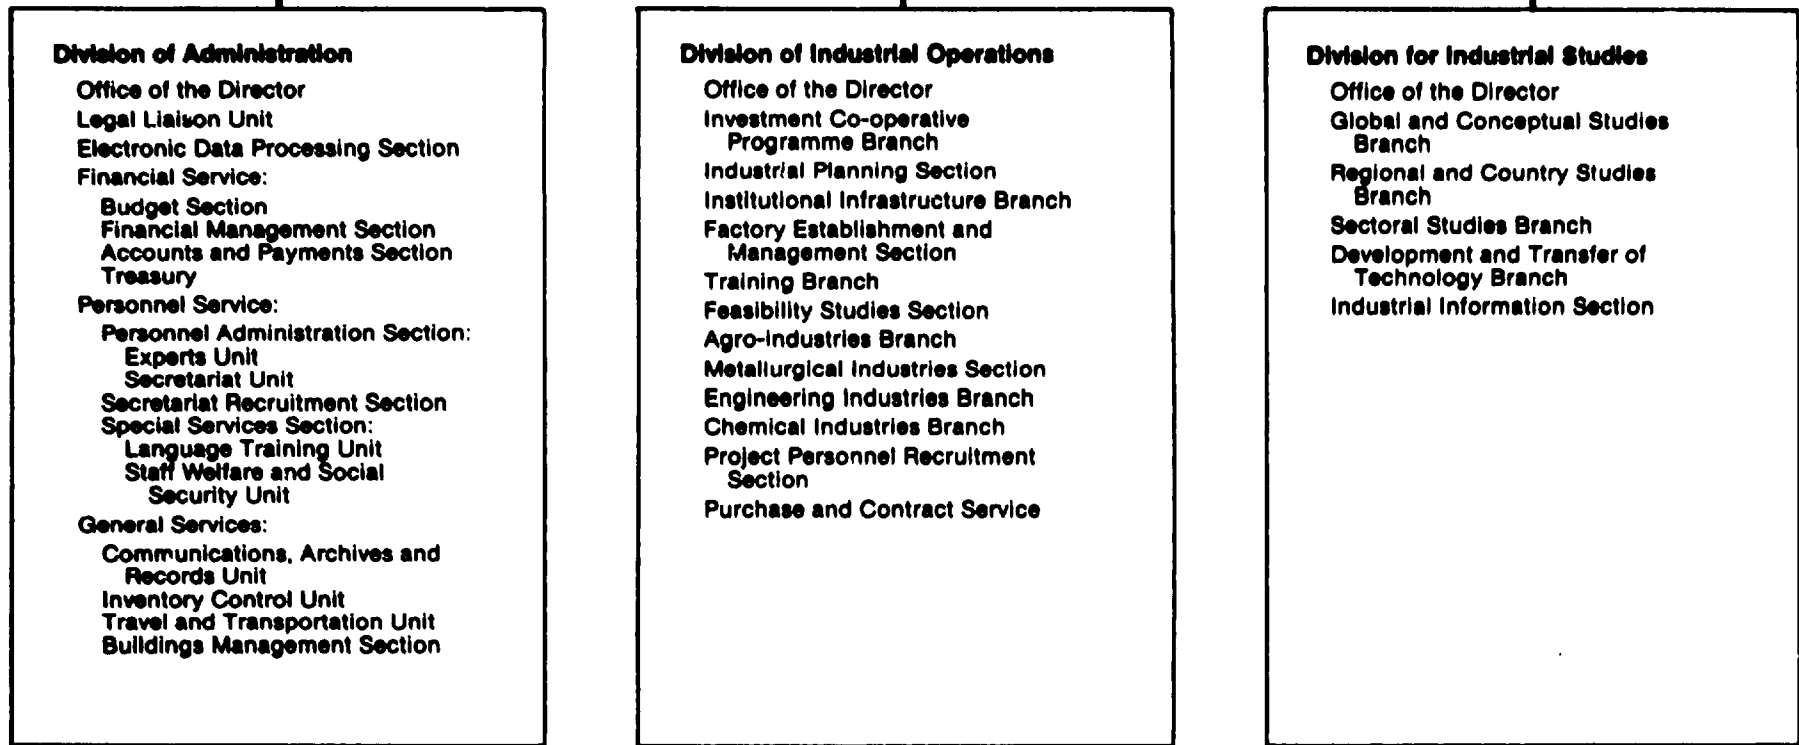 Division of Administration
Office of the Director
Legal Liaison Unit
Electronic Data Processing Section
Financial Service:
Budget Section
Financial Management Section
Accounts and Payments Section
Treasury
Personnel Service:
Personnel Administration Section:
Experts Unit
Secretariat Unit
Secretariat Recruitment Section
Special Services Section:
Language Training Unit
Staff Welfare and Social
Security Unit
General Services:
Communications, Archives and
Records Unit
Inventory Control Unit
Travel and Transportation Unit
Buildings Management Section
Division of Industrial Operations
Office of the Director
Investment Co-operative
Programme Branch
Industrial Planning Section
Institutional Infrastructure Branch
Factory Establishment and
Management Section
Training Branch
Feasibility Studies Section
Agro-industries Branch
Metallurgical Industries Section
Engineering Industries Branch
Chemical Industries Branch
Project Personnel Recruitment
Section
Purchase and Contract Service
Division for Industrial Studies
Office of the Director
Global and Conceptual Studies
Branch
Regional and Country Studies
Branch
Sectoral Studies Branch
Development and Transfer of
Technology Branch
Industrial Information Section